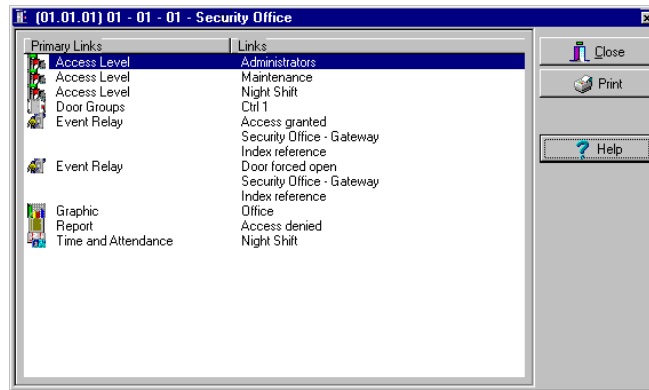 (01.01.01) 01 - 01 - 01 - Security Office
Primary Links Links
Access Level Administrators
Access Level Maintenance
Access Level Night Shift
Door Groups Ctrl 1
Event Relay Access granted
Security Office - Gateway
Index reference
Event Relay Door forced open
Security Office - Gateway
Index reference
Graphic Office
Report Access denied
Time and Attendance Night Shift
Close
Print
Help